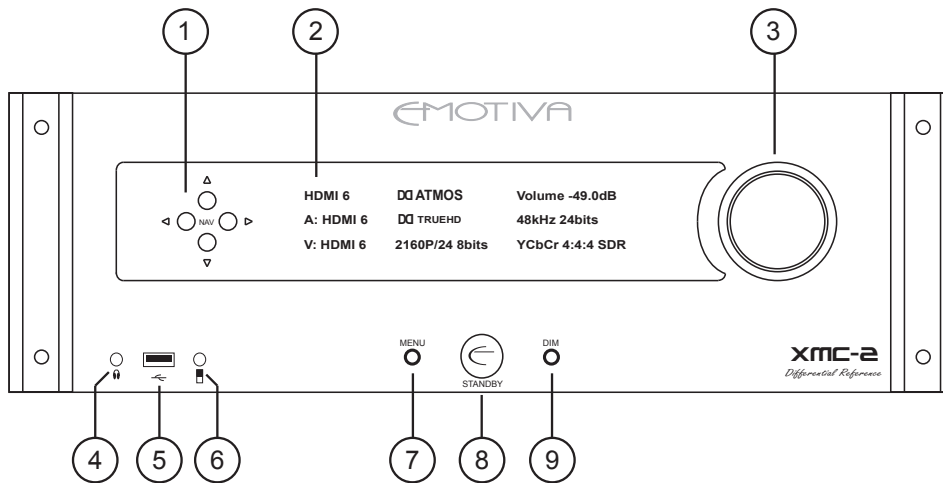 1 2 3
EMOTIVA
HDMI 6 DD ATMOS Volume -49.0dB
NAV A: HDMI 6 DD TRUEHD 48kHz 24bits
V: HDMI 6 2160P/24 8bits YCbCr 4:4:4 SDR
MENU DIM
STANDBY
XMC-2
Differential Reference
4 5 6 7 8 9